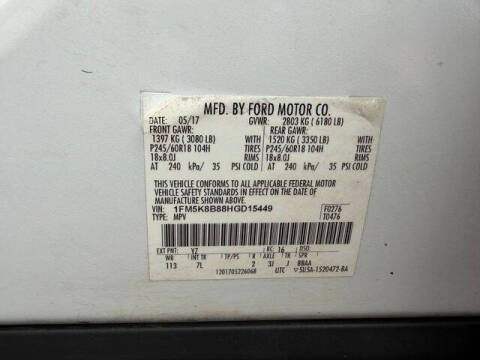 MFD. BY FORD MOTOR CO.
DATE: 05/17 GVWR: 2803 KG ( 6180 LB)
FRONT GAWR: REAR GAWR:
1397 KG ( 3080 LB) WITH 1520 KG ( 3350 LB) WITH
P245/60R18 104H TIRES P245/60R18 104H TIRES
18x8.0J RIMS 18x8.0J RIMS
AT 240 kPa/ 35 PSI COLD AT 240 kPa/ 35 PSI COLD
THIS VEHICLE CONFORMS TO ALL APPLICABLE FEDERAL MOTOR
VEHICLE SAFETY STANDARDS IN EFFECT ON THE DATE OF
MANUFACTURE SHOWN ABOVE.
VIN: 1FM5K8B88HGD15449 F0276
TYPE: MPV T0476
EXT PNT: YZ RC: 16 DSO:
WB INT TR TP/PS R AXLE TR SPR
113 7L 2 3J J BBAA
1201705226068 UTC ▽5U5A-1520472-BA